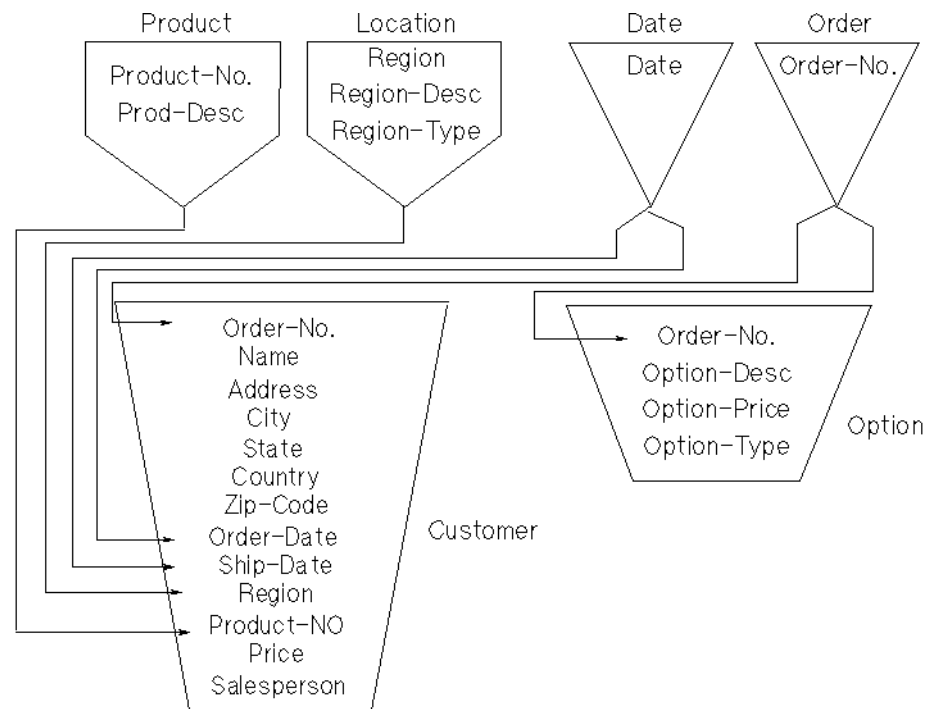 Product
Location
Date
Order
Product-No.
Prod-Desc
Region
Region-Desc
Region-Type
Date
Order-No.
Order-No.
Name
Address
City
State
Country
Zip-Code
Order-Date
Ship-Date
Region
Product-NO
Price
Salesperson
Customer
Order-No.
Option-Desc
Option-Price
Option-Type
Option